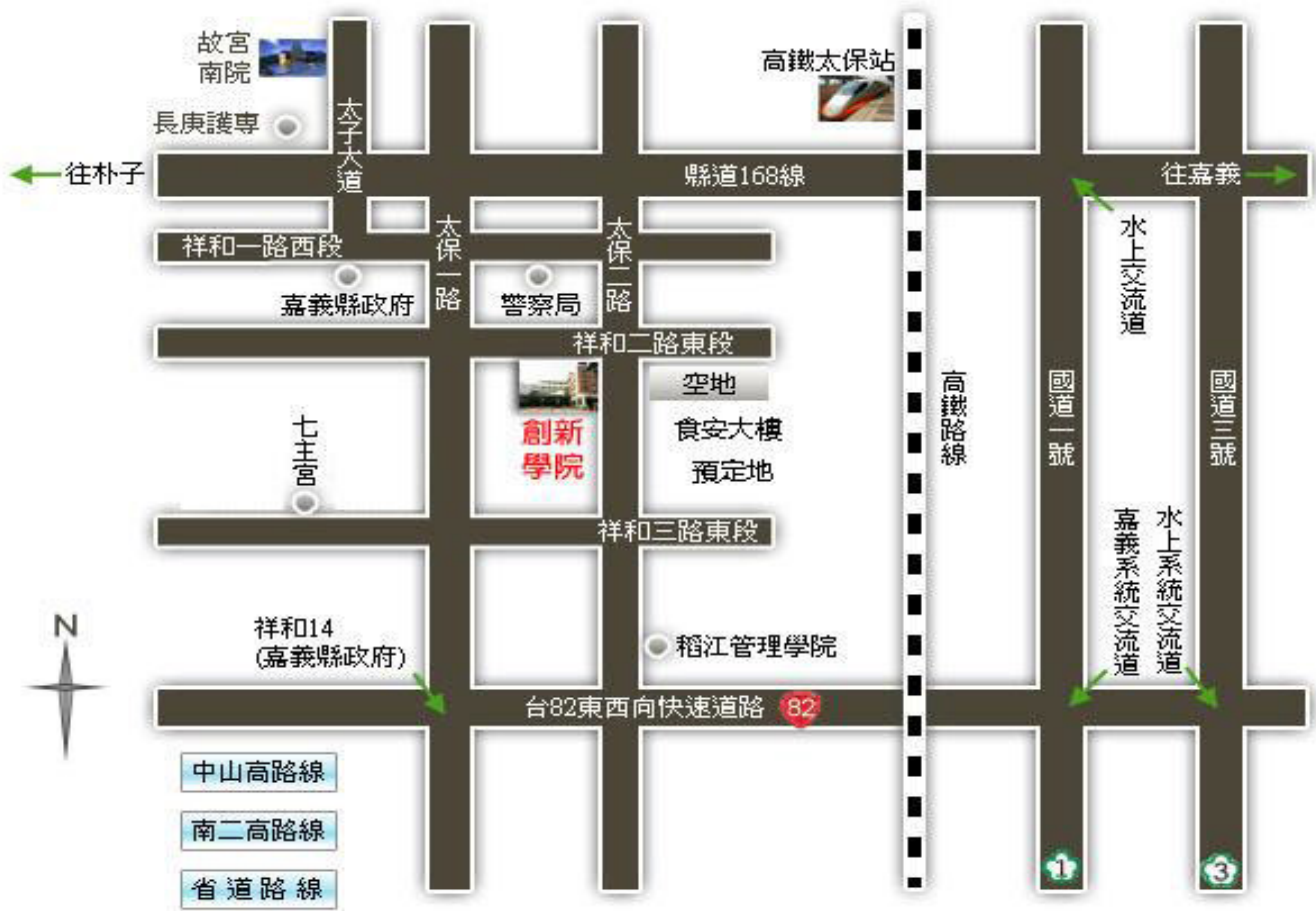 故宮
南院
高鐵太保站
長庚護專
太子大道
往朴子
縣道168線
往嘉義
水上交流道
祥和一路西段
太保一路
太保二路
嘉義縣政府
警察局
祥和二路東段
空地
食安大樓
預定地
創新
學院
七主宮
高鐵路線
國道一號
國道三號
祥和三路東段
嘉義系統交流道
水上系統交流道
N
祥和14
(嘉義縣政府)
稻江管理學院
台82東西向快速道路
82
中山高路線
南二高路線
省道路線
1
3